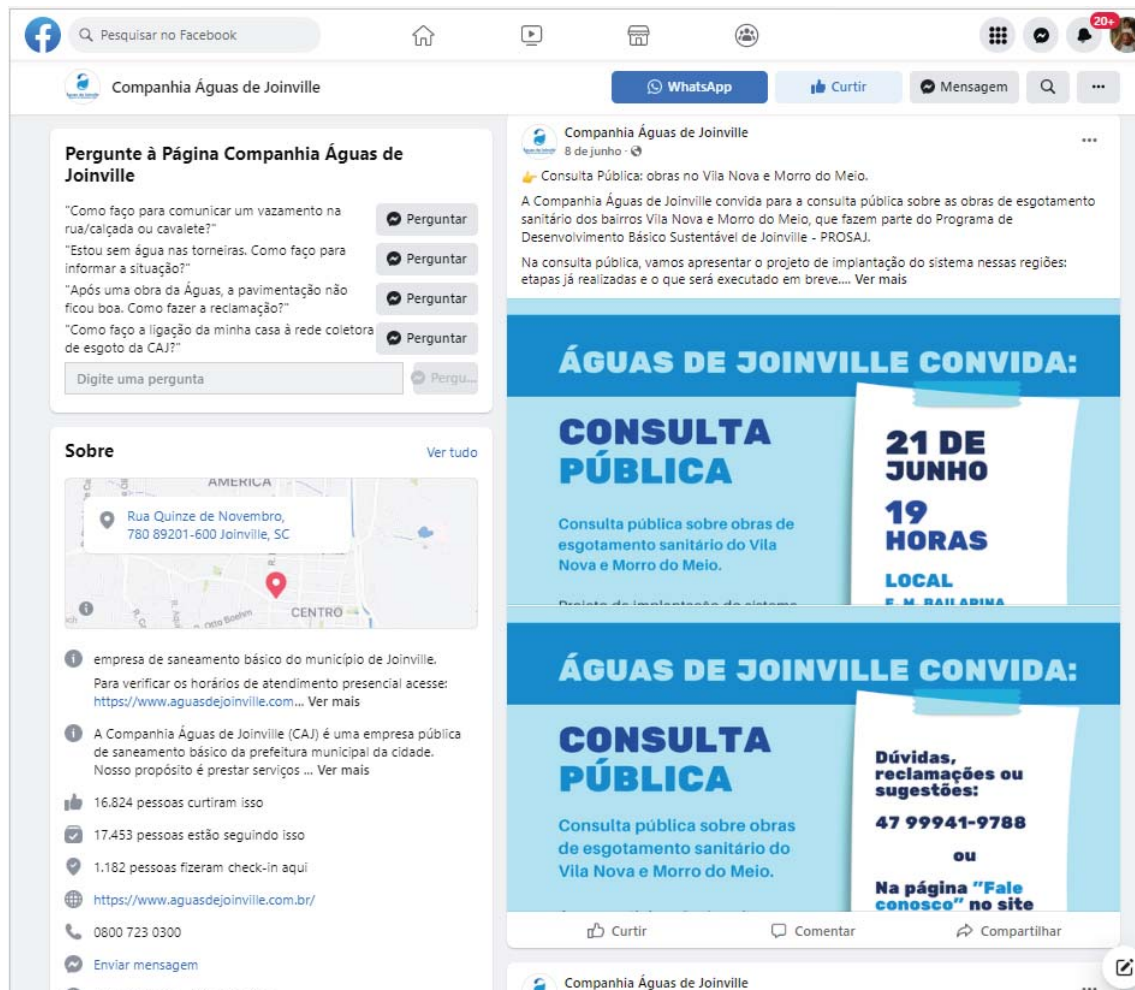 Pesquisar no Facebook
20+
Companhia Águas de Joinville
WhatsApp
Curtir
Mensagem
Pergunte à Página Companhia Águas de
Joinville
"Como faço para comunicar um vazamento na
rua/calçada ou cavalete?"
Perguntar
"Estou sem água nas torneiras. Como faço para
informar a situação?"
Perguntar
"Após uma obra da Águas, a pavimentação não
ficou boa. Como fazer a reclamação?"
Perguntar
"Como faço a ligação da minha casa à rede coletora
de esgoto da CAJ?"
Perguntar
Digite uma pergunta
Pergu...
Sobre
Ver tudo
AMERICA
Rua Quinze de Novembro,
780 89201-600 Joinville, SC
CENTRO
R. Otto Boehm
empresa de saneamento básico do município de Joinville.
Para verificar os horários de atendimento presencial acesse:
https://www.aguasdejoinville.com... Ver mais
A Companhia Águas de Joinville (CAJ) é uma empresa pública
de saneamento básico da prefeitura municipal da cidade.
Nosso propósito é prestar serviços ... Ver mais
16.824 pessoas curtiram isso
17.453 pessoas estão seguindo isso
1.182 pessoas fizeram check-in aqui
https://www.aguasdejoinville.com.br/
0800 723 0300
Enviar mensagem
Companhia Águas de Joinville
8 de junho ·
Consulta Pública: obras no Vila Nova e Morro do Meio.
A Companhia Águas de Joinville convida para a consulta pública sobre as obras de esgotamento
sanitário dos bairros Vila Nova e Morro do Meio, que fazem parte do Programa de
Desenvolvimento Básico Sustentável de Joinville - PROSAJ.
Na consulta pública, vamos apresentar o projeto de implantação do sistema nessas regiões:
etapas já realizadas e o que será executado em breve.... Ver mais
ÁGUAS DE JOINVILLE CONVIDA:
CONSULTA
PÚBLICA
Consulta pública sobre obras de
esgotamento sanitário do Vila
Nova e Morro do Meio.
Projeto de implantação do sistema
21 DE
JUNHO
19
HORAS
LOCAL
E. M. BAILARINA
ÁGUAS DE JOINVILLE CONVIDA:
CONSULTA
PÚBLICA
Consulta pública sobre obras
de esgotamento sanitário do
Vila Nova e Morro do Meio.
Dúvidas,
reclamações ou
sugestões:
47 99941-9788
ou
Na página "Fale
conosco" no site
Curtir
Comentar
Compartilhar
Companhia Águas de Joinville